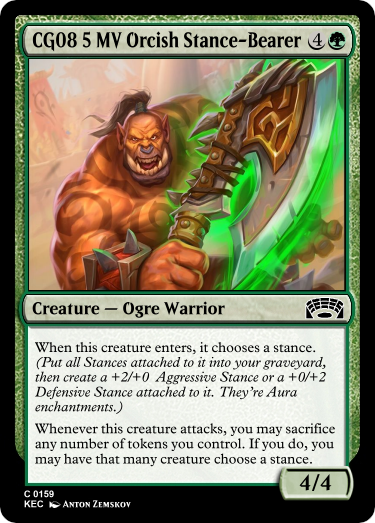 CG08 5 MV Orcish Stance-Bearer 4
Creature — Ogre Warrior
When this creature enters, it chooses a stance.
(Put all Stances attached to it into your graveyard,
then create a +2/+0 Aggressive Stance or a +0/+2
Defensive Stance attached to it. They're Aura
enchantments.)
Whenever this creature attacks, you may sacrifice
any number of tokens you control. If you do, you
may have that many creature choose a stance.
4/4
C 0159
KEC Anton Zemskov